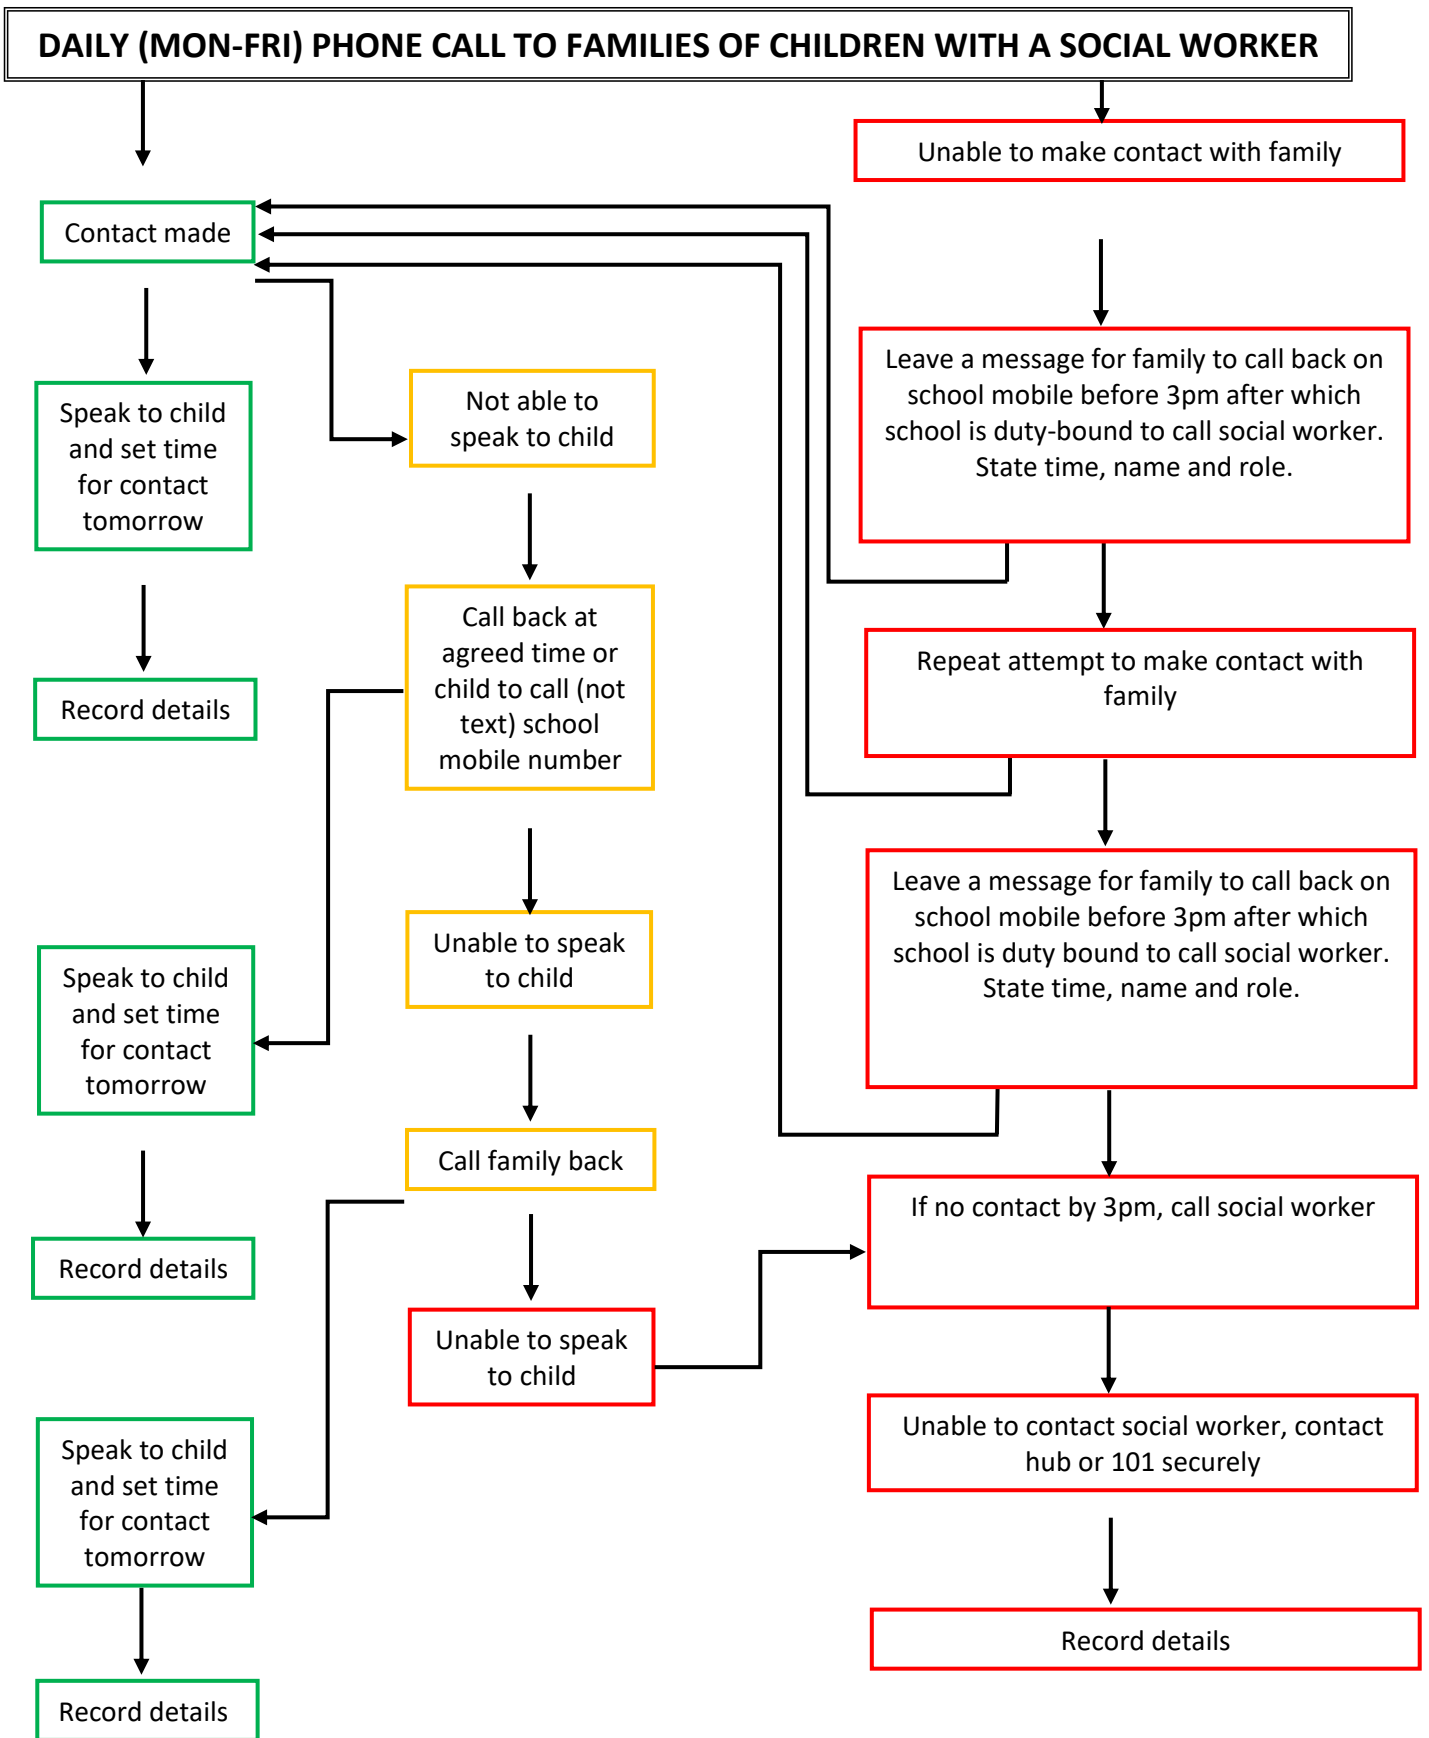 DAILY (MON-FRI) PHONE CALL TO FAMILIES OF CHILDREN WITH A SOCIAL WORKER
Contact made
Speak to child
and set time
for contact
tomorrow
Record details
Not able to
speak to child
Call back at
agreed time or
child to call (not
text) school
mobile number
Speak to child
and set time
for contact
tomorrow
Record details
Unable to speak
to child
Call family back
Speak to child
and set time
for contact
tomorrow
Record details
Unable to speak
to child
Unable to make contact with family
Leave a message for family to call back on
school mobile before 3pm after which
school is duty-bound to call social worker.
State time, name and role.
Repeat attempt to make contact with
family
Leave a message for family to call back on
school mobile before 3pm after which
school is duty bound to call social worker.
State time, name and role.
If no contact by 3pm, call social worker
Unable to contact social worker, contact
hub or 101 securely
Record details